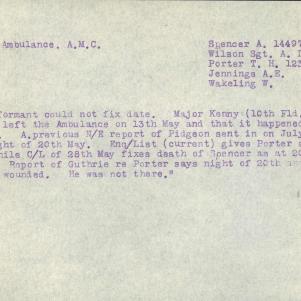 Ambulance, A.M.C.
Spencer A. 14497
Wilson Sgt. A. I
Porter T. H. 123
Jennings A.E.
Wakeling W.
formant could not fix date. Major Kenny (10th Fld.
left the Ambulance on 13th May and that it happened
A previous N/E report of Pidgeon sent in on July
ght of 20th May. Enq/List (current) gives Porter
hile C/L of 28th May fixes death of Spencer as at 20
Report of Guthrie re Porter says night of 20th
wounded. He was not there."